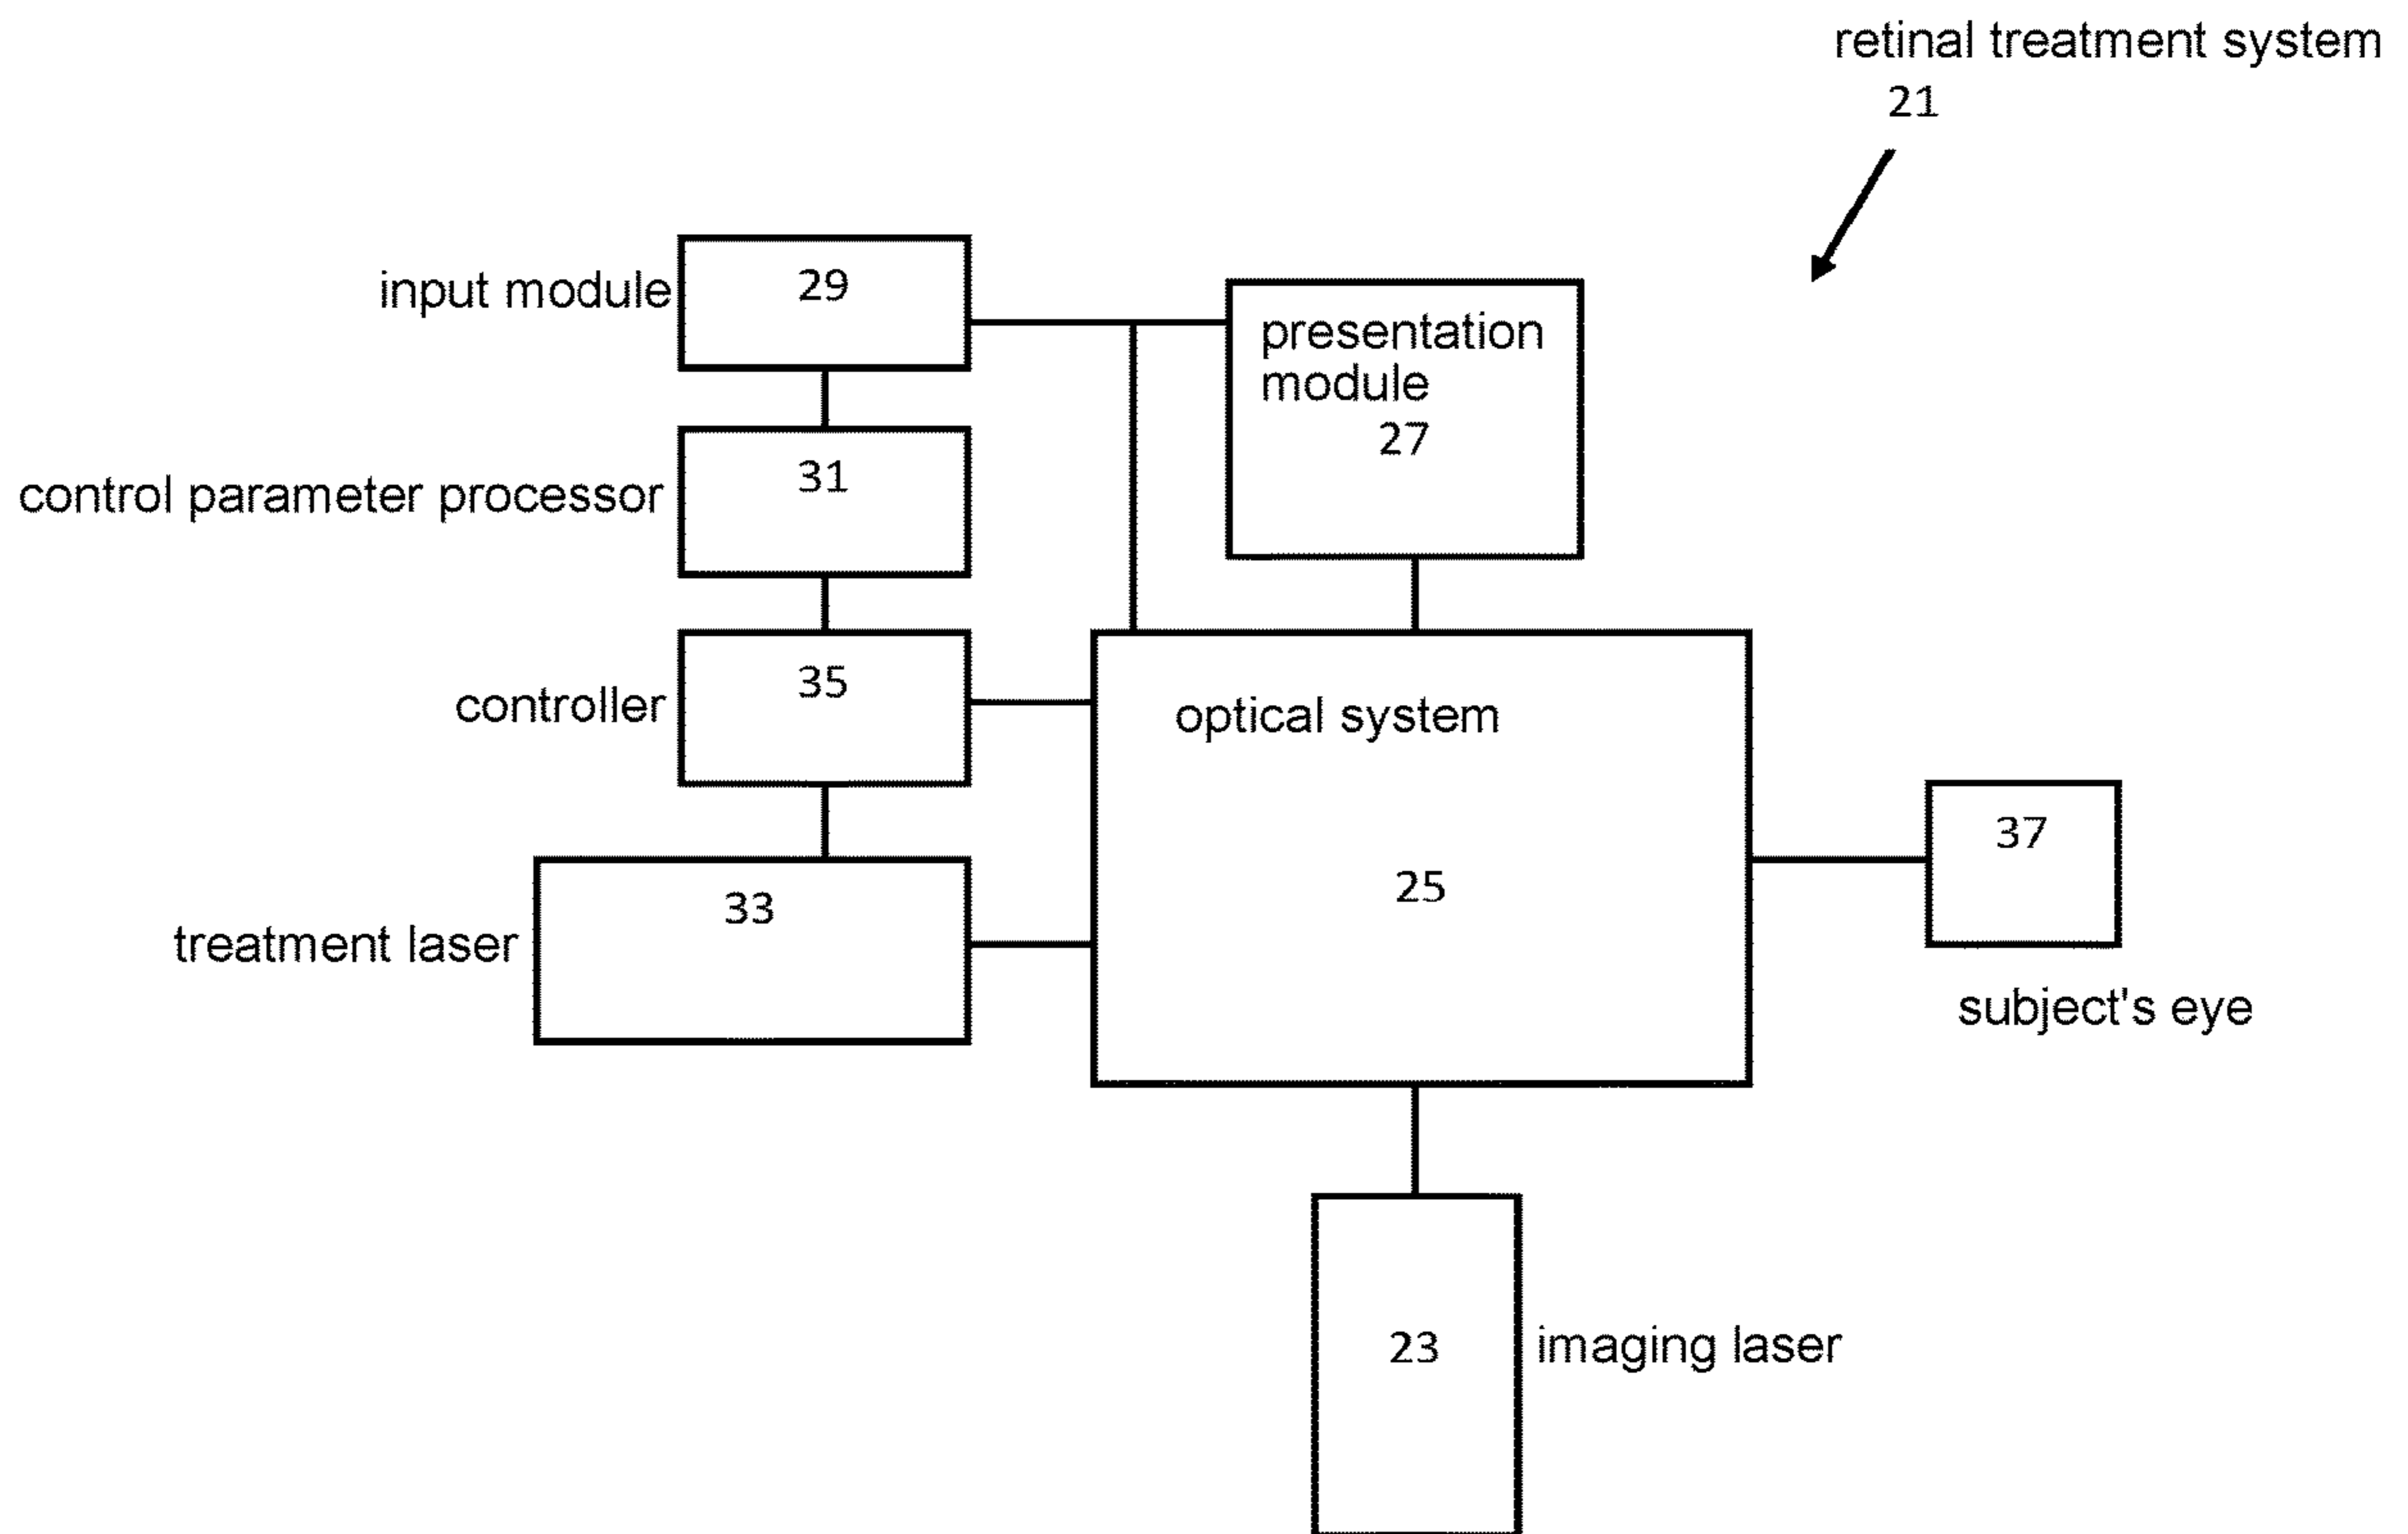 retinal treatment system
21
input module
29
presentation
module
27
control parameter processor
31
controller
35
optical system
25
treatment laser
33
37
subject's eye
23
imaging laser